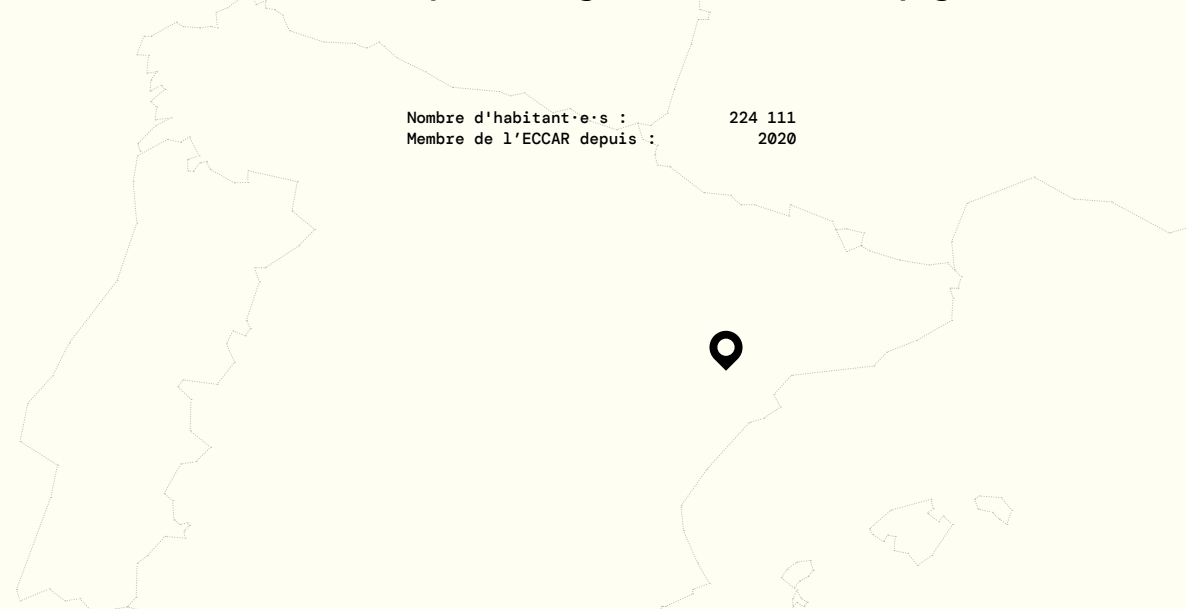 Nombre d'habitant·e·s : 224 111
Membre de l’ECCAR depuis : 2020